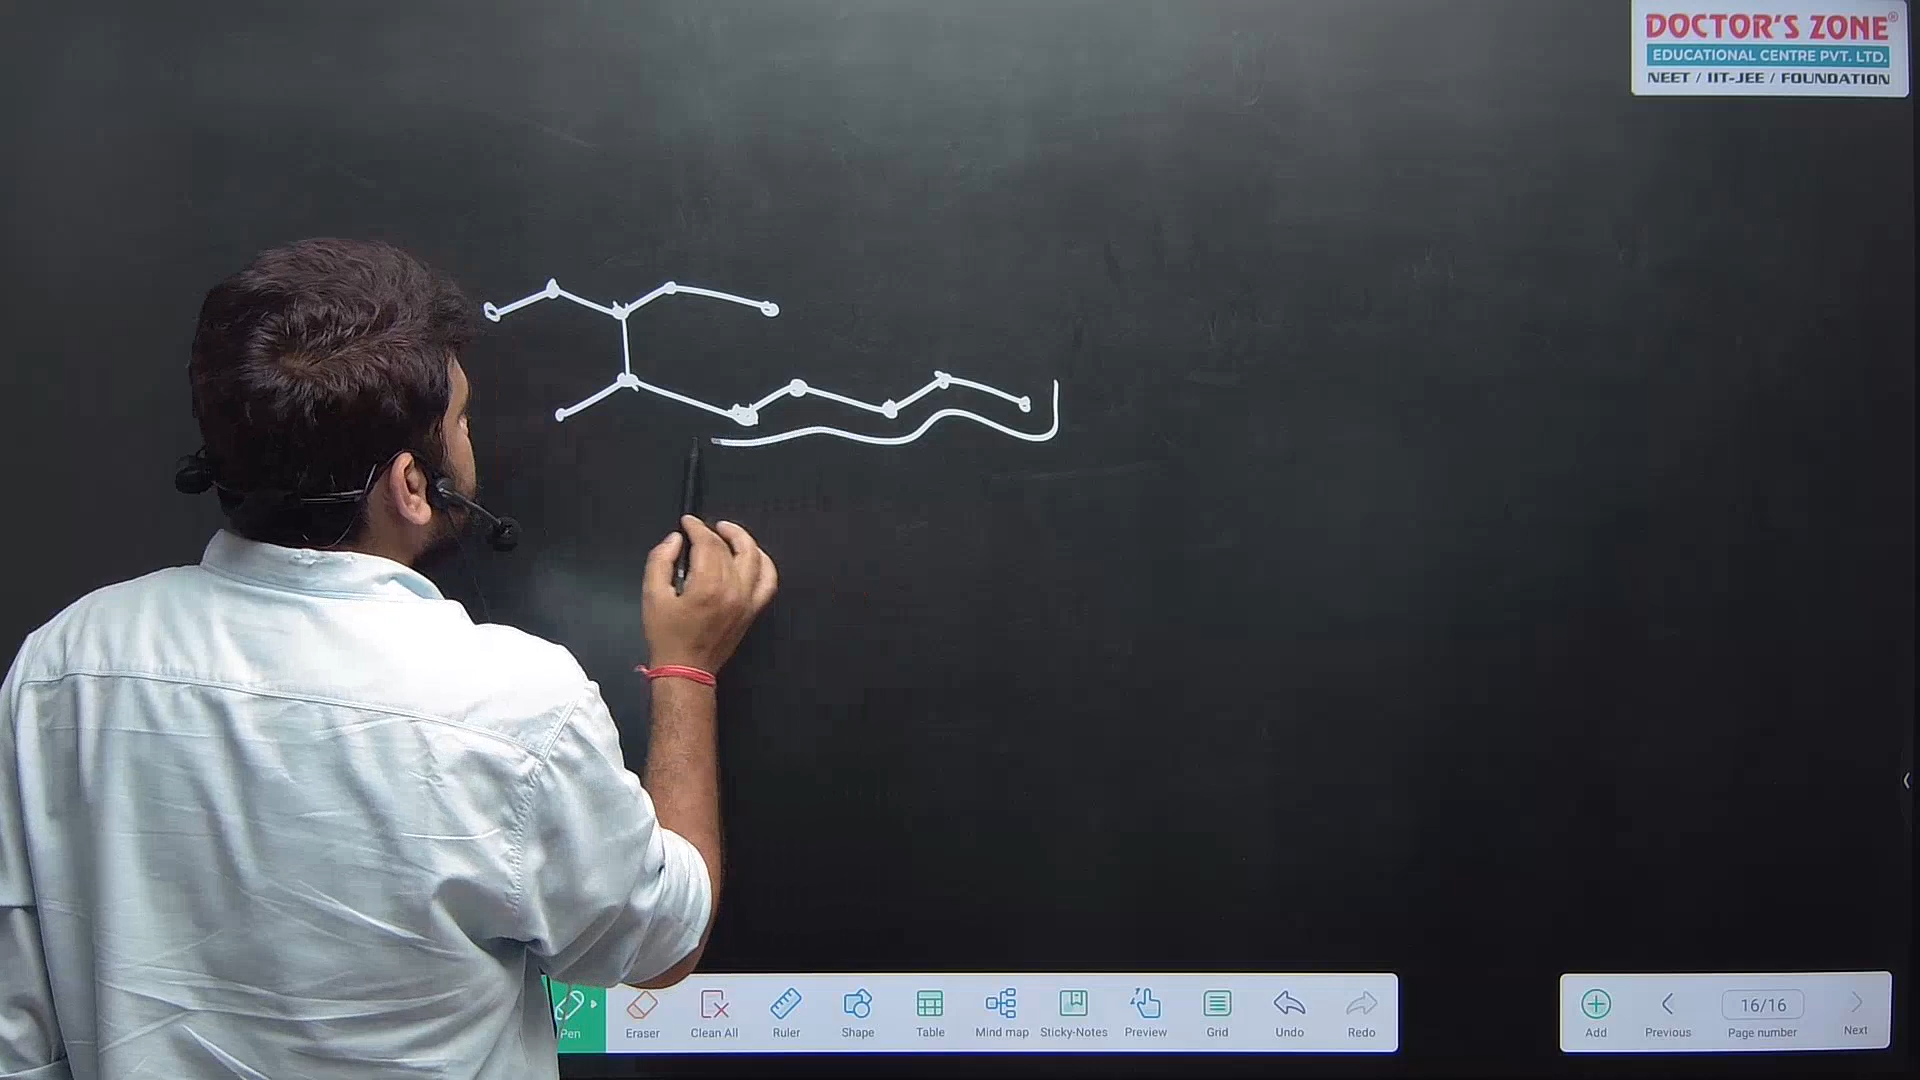 DOCTOR'S ZONE®
EDUCATIONAL CENTRE PVT. LTD.
NEET / IIT-JEE / FOUNDATION
Pen
Eraser
Clean All
Ruler
Shape
Table
Mind map
Sticky-Notes
Preview
Grid
Undo
Redo
Add
Previous
16/16
Page number
Next